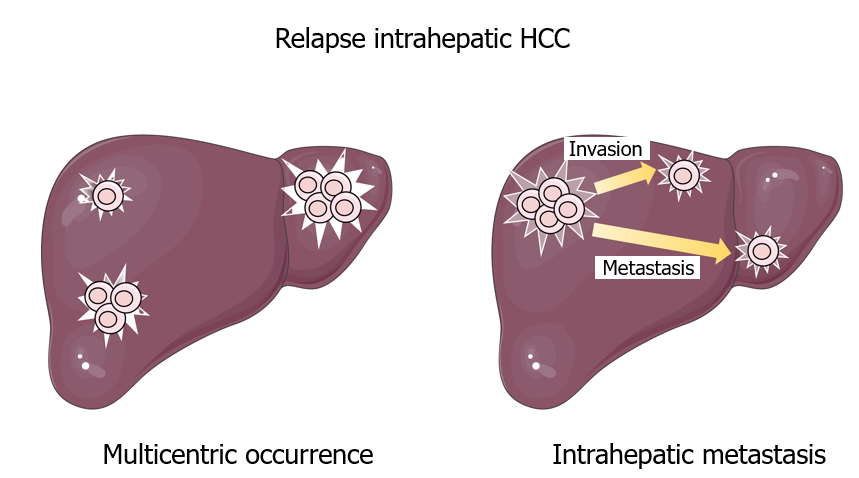 Relapse intrahepatic HCC
Invasion
Metastasis
Multicentric occurrence
Intrahepatic metastasis